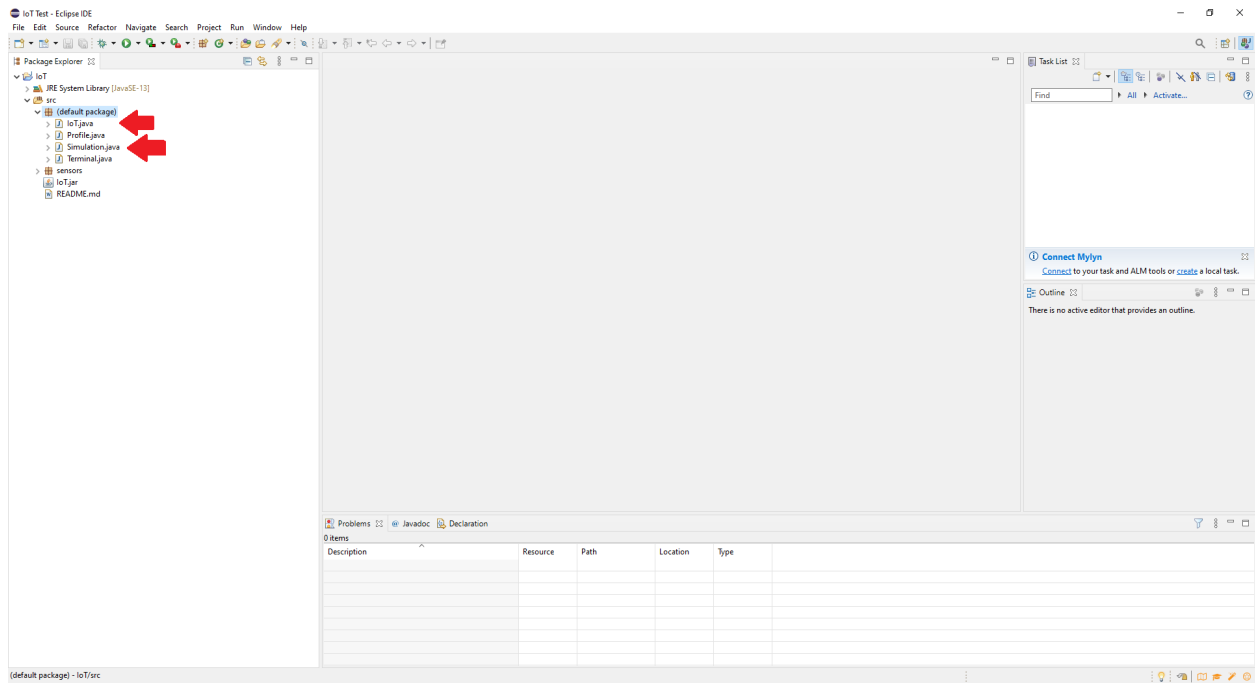 IoT Test - Eclipse IDE
File Edit Source Refactor Navigate Search Project Run Window Help
Package Explorer
IoT
JRE System Library [JavaSE-13]
src
(default package)
IoT.java
Profile.java
Simulation.java
Terminal.java
sensors
IoT.jar
README.md
Task List
Find All Activate...
Connect Mylyn
Connect to your task and ALM tools or create a local task.
Outline
There is no active editor that provides an outline.
Problems Javadoc Declaration
0 items
Description Resource Path Location Type
(default package) - IoT/src